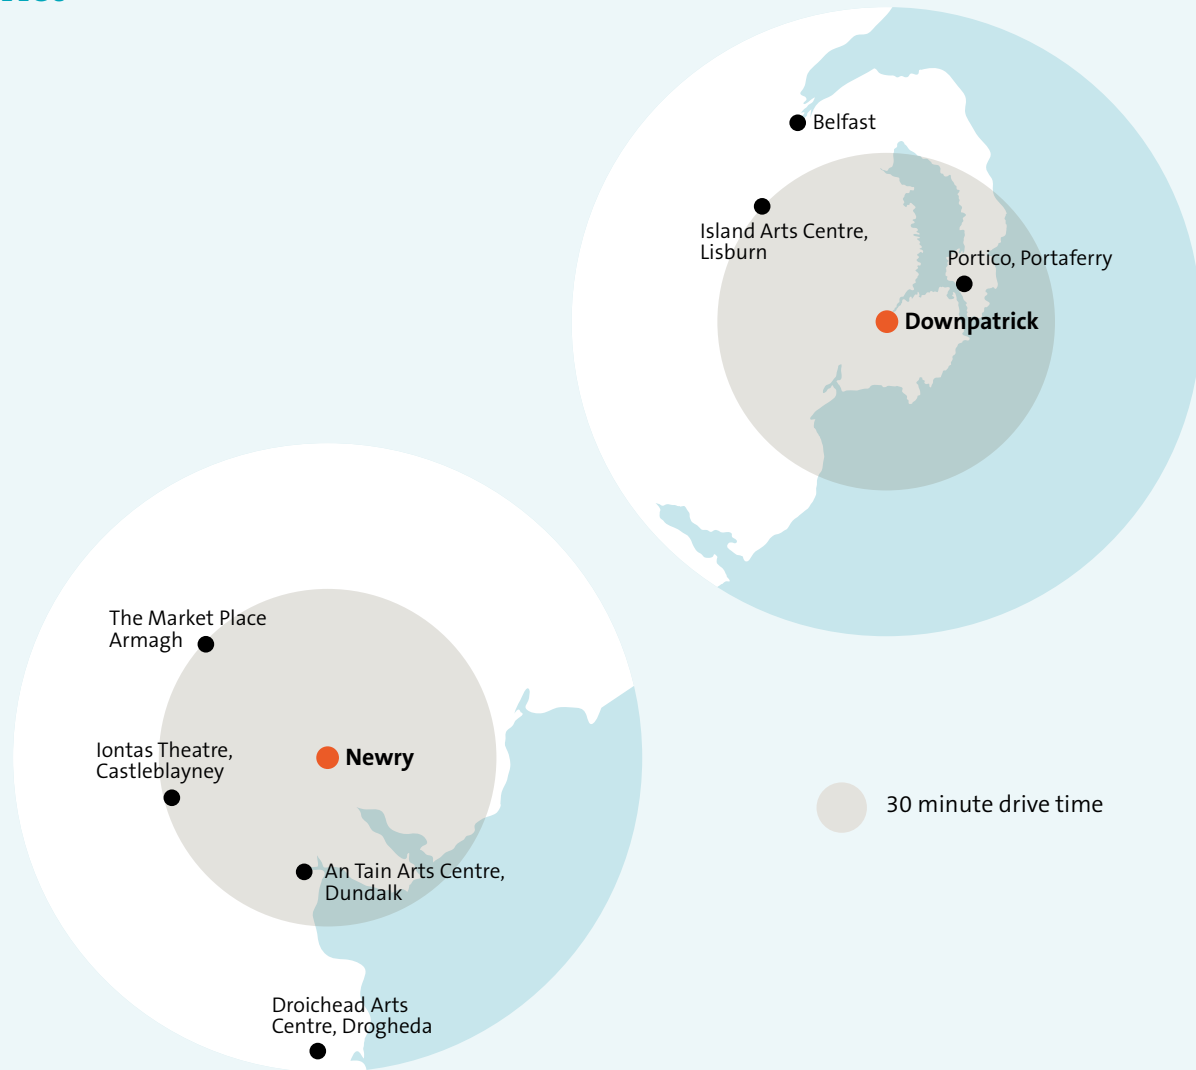 Belfast
Island Arts Centre,
Lisburn
Portico, Portaferry
Downpatrick
The Market Place
Armagh
Iontas Theatre,
Castleblayney
Newry
30 minute drive time
An Tain Arts Centre,
Dundalk
Droichead Arts
Centre, Drogheda